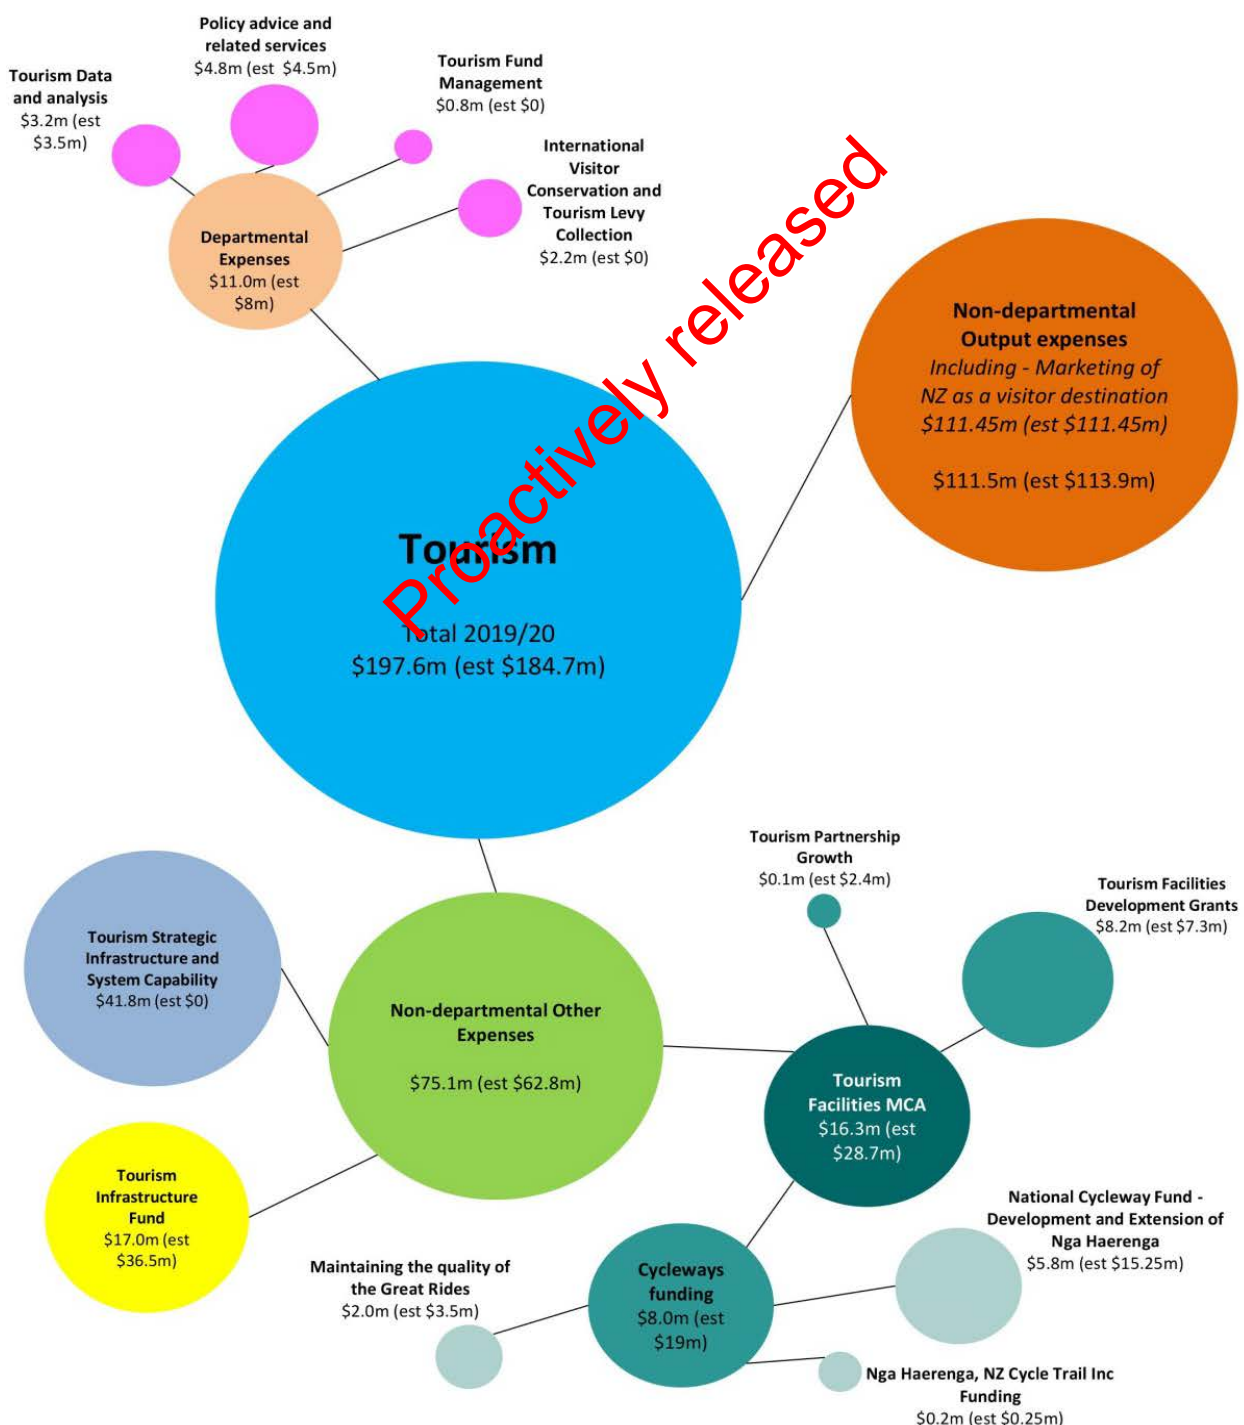 Policy advice and
related services
$4.8m (est $4.5m)
Tourism Data
and analysis
$3.2m (est
$3.5m)
Tourism Fund
Management
$0.8m (est $0)
International
Visitor
Conservation and
Tourism Levy
Collection
$2.2m (est $0)
Departmental
Expenses
$11.0m (est
$8m)
Non-departmental
Output expenses
Including - Marketing of
NZ as a visitor destination
$111.45m (est $111.45m)
$111.5m (est $113.9m)
Proactively released
Tourism
Total 2019/20
$197.6m (est $184.7m)
Tourism Partnership
Growth
$0.1m (est $2.4m)
Tourism Facilities
Development Grants
$8.2m (est $7.3m)
Tourism Strategic
Infrastructure and
System Capability
$41.8m (est $0)
Non-departmental Other
Expenses
$75.1m (est $62.8m)
Tourism
Facilities MCA
$16.3m (est
$28.7m)
Tourism
Infrastructure
Fund
$17.0m (est
$36.5m)
National Cycleway Fund -
Development and Extension of
Nga Haerenga
$5.8m (est $15.25m)
Maintaining the quality of
the Great Rides
$2.0m (est $3.5m)
Cycleways
funding
$8.0m (est
$19m)
Nga Haerenga, NZ Cycle Trail Inc
Funding
$0.2m (est $0.25m)